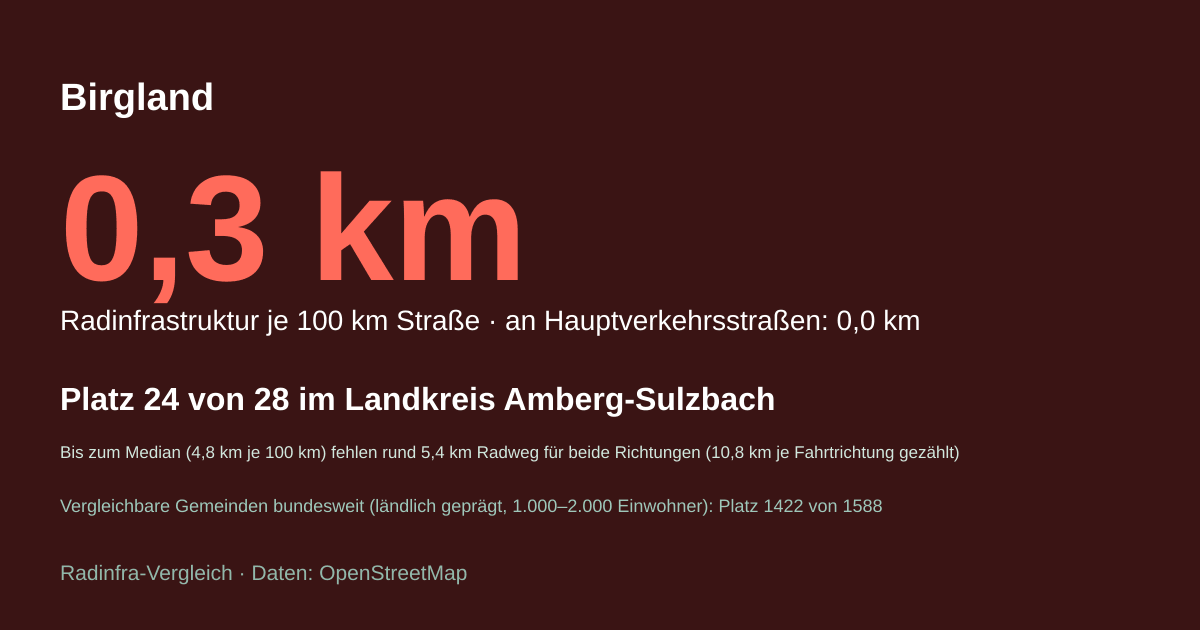 Birgland
0,3 km
Radinfrastruktur je 100 km Straße · an Hauptverkehrsstraßen: 0,0 km
Platz 24 von 28 im Landkreis Amberg-Sulzbach
Bis zum Median (4,8 km je 100 km) fehlen rund 5,4 km Radweg für beide Richtungen (10,8 km je Fahrtrichtung gezählt)
Vergleichbare Gemeinden bundesweit (ländlich geprägt, 1.000–2.000 Einwohner): Platz 1422 von 1588
Radinfra-Vergleich · Daten: OpenStreetMap